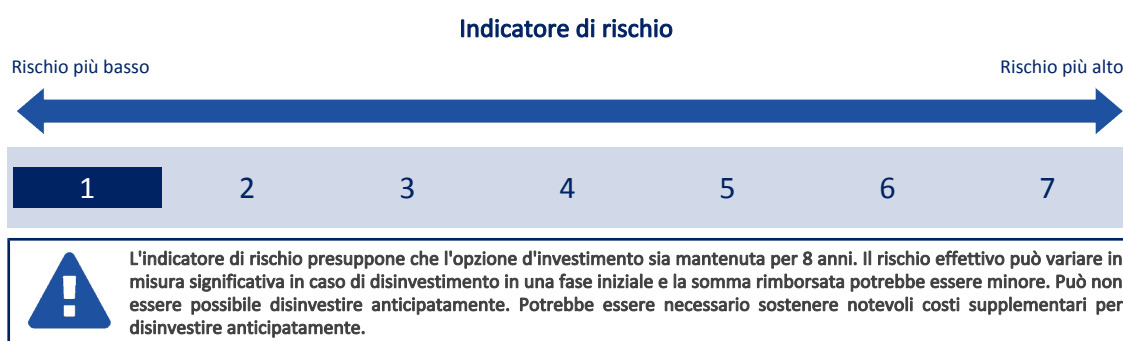 Indicatore di rischio
Rischio più basso
Rischio più alto
1 2 3 4 5 6 7
L'indicatore di rischio presuppone che l'opzione d'investimento sia mantenuta per 8 anni. Il rischio effettivo può variare in
misura significativa in caso di disinvestimento in una fase iniziale e la somma rimborsata potrebbe essere minore. Può non
essere possibile disinvestire anticipatamente. Potrebbe essere necessario sostenere notevoli costi supplementari per
disinvestire anticipatamente.